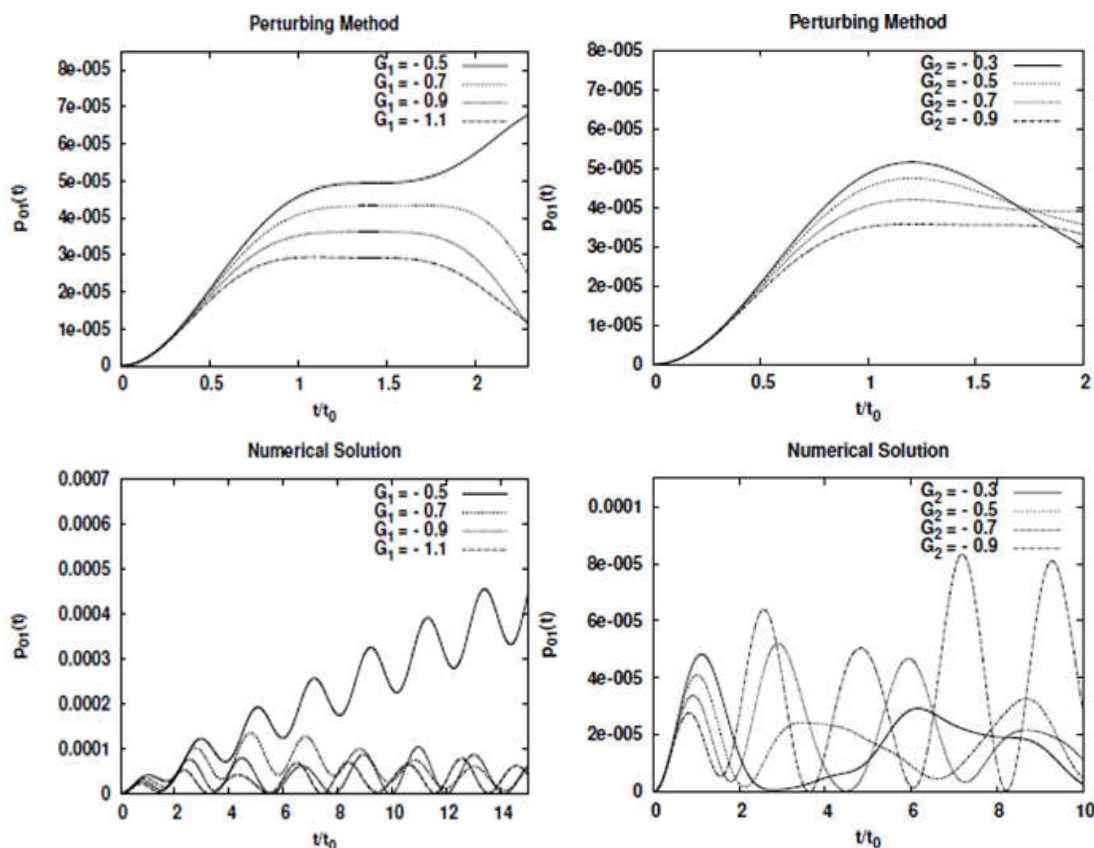 Perturbing Method
8e-005
7e-005
6e-005
5e-005
4e-005
3e-005
2e-005
1e-005
0
p01(t)
G1 = - 0.5
G1 = - 0.7
G1 = - 0.9
G1 = - 1.1
0 0.5 1 1.5 2
t/t0
Perturbing Method
8e-005
7e-005
6e-005
5e-005
4e-005
3e-005
2e-005
1e-005
0
p01(t)
G2 = - 0.3
G2 = - 0.5
G2 = - 0.7
G2 = - 0.9
0 0.5 1 1.5 2
t/t0
Numerical Solution
0.0007
0.0006
0.0005
0.0004
0.0003
0.0002
0.0001
0
p01(t)
G1 = - 0.5
G1 = - 0.7
G1 = - 0.9
G1 = - 1.1
0 2 4 6 8 10 12 14
t/t0
Numerical Solution
0.0001
8e-005
6e-005
4e-005
2e-005
0
p01(t)
G2 = - 0.3
G2 = - 0.5
G2 = - 0.7
G2 = - 0.9
0 2 4 6 8 10
t/t0